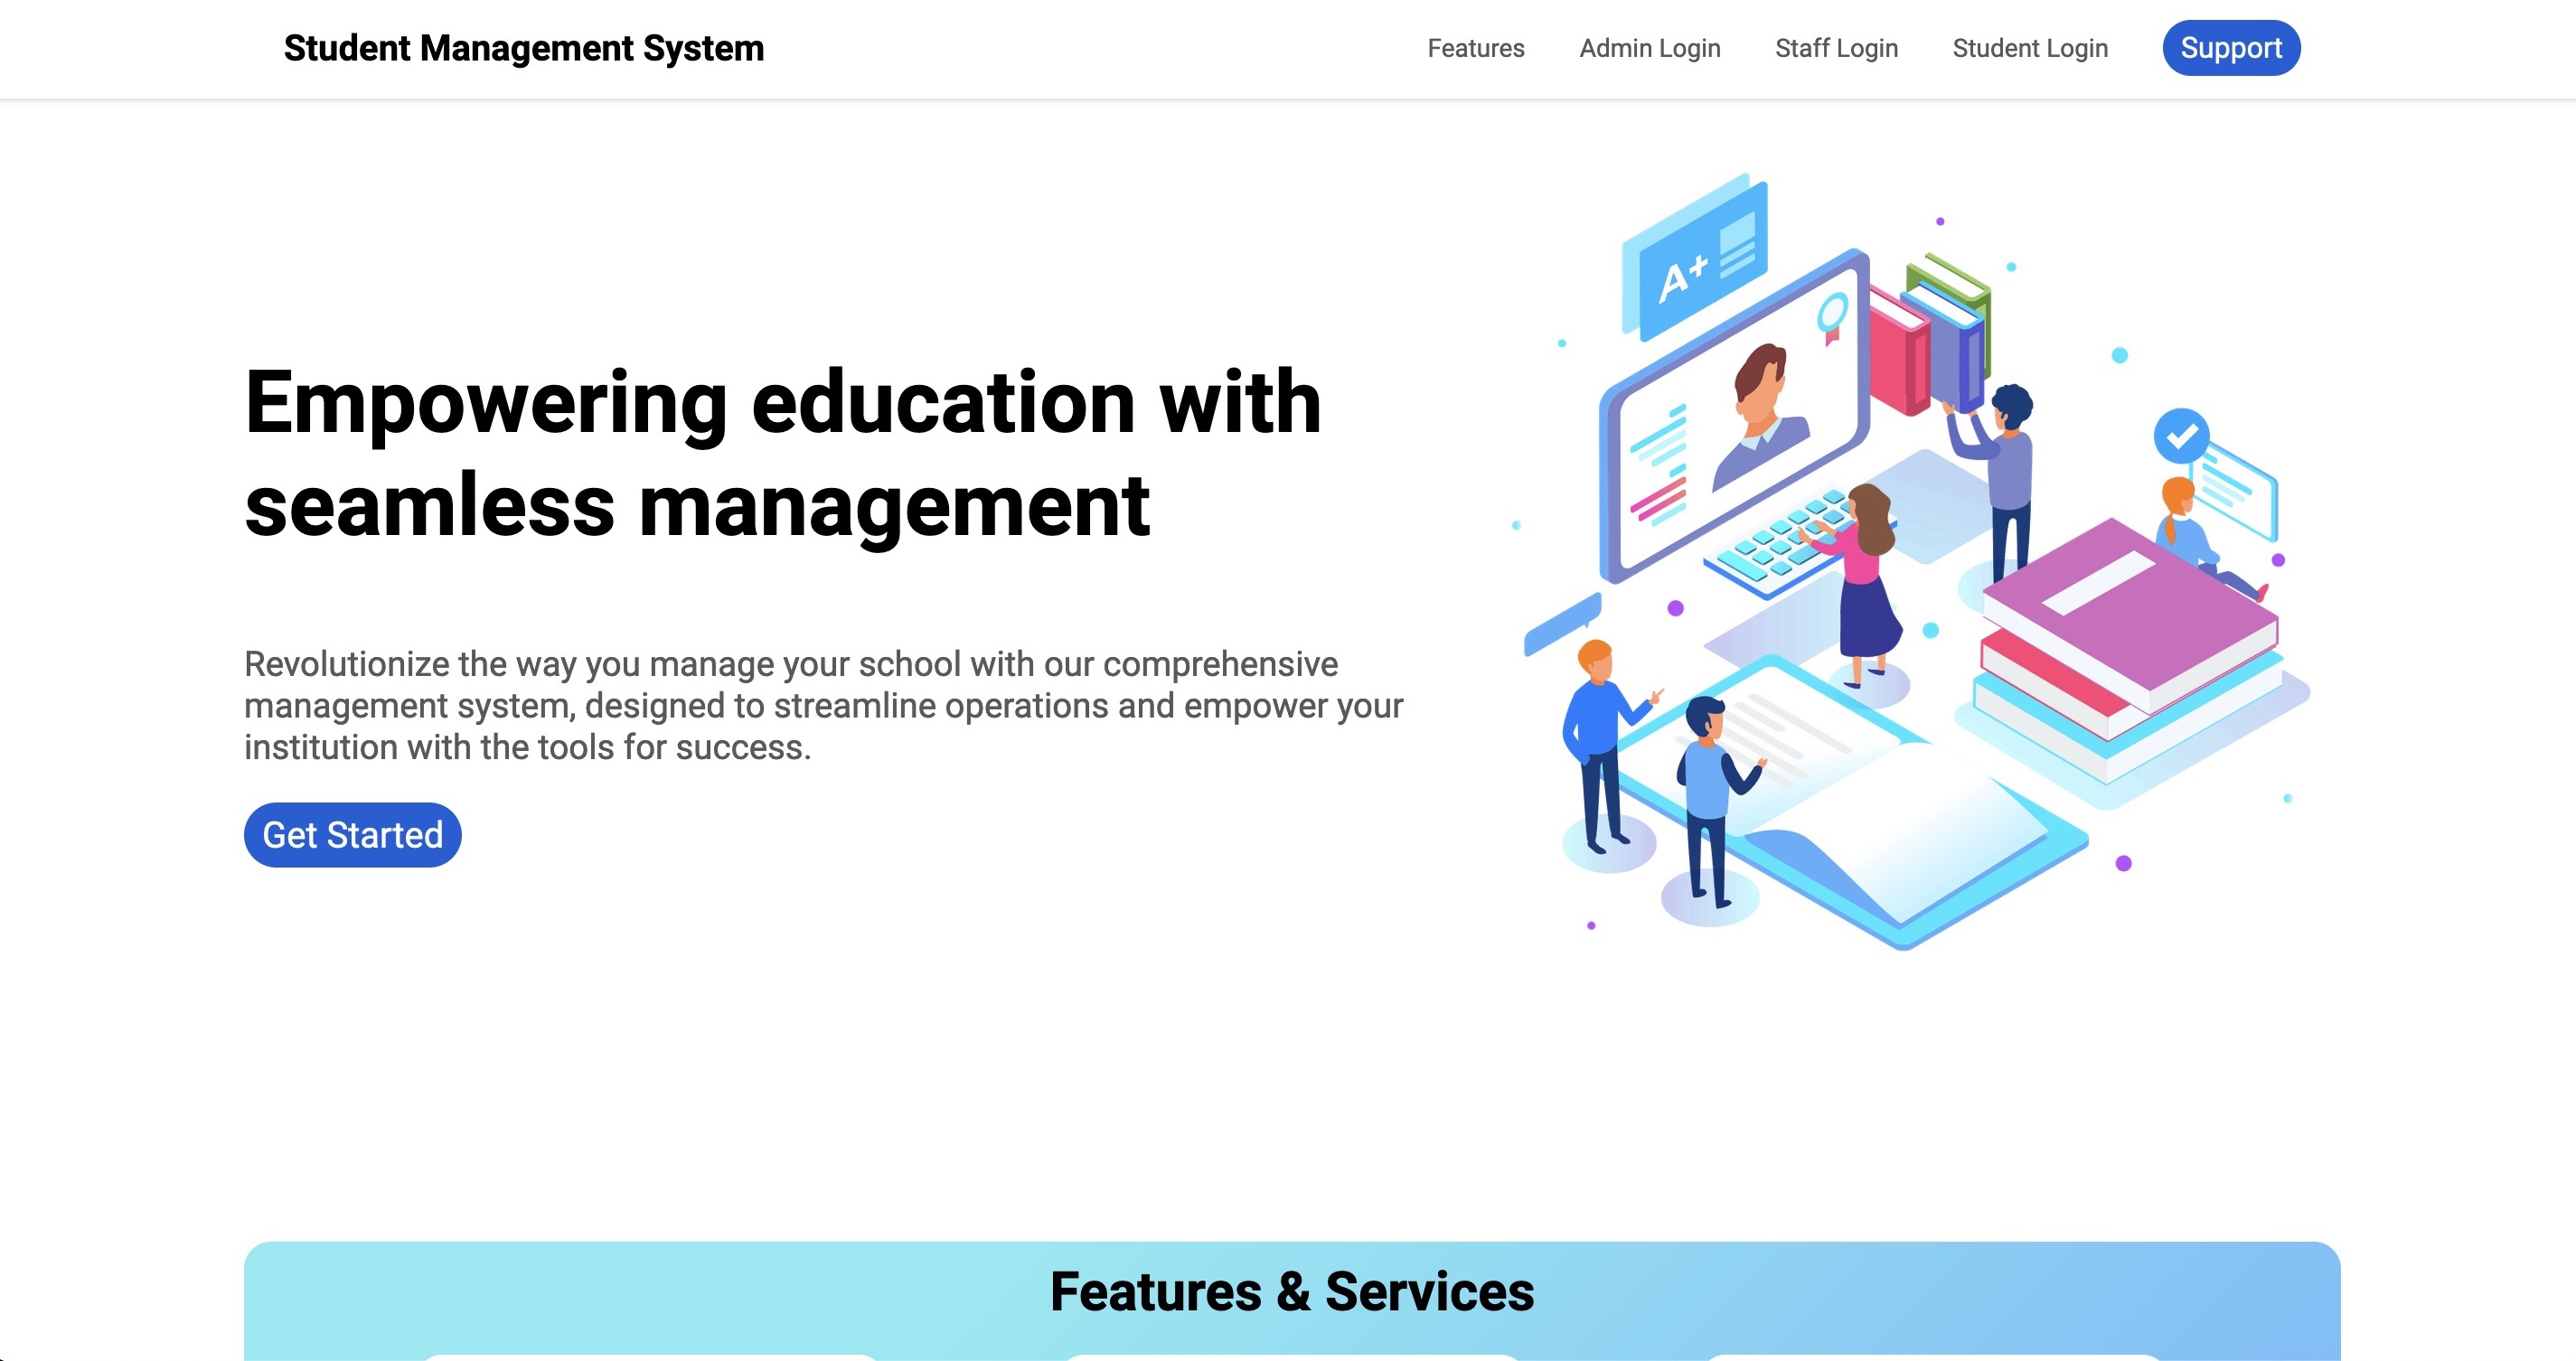 Student Management System
Features
Admin Login
Staff Login
Student Login
Support
A+
Empowering education with
seamless management
Revolutionize the way you manage your school with our comprehensive
management system, designed to streamline operations and empower your
institution with the tools for success.
Get Started
Features & Services